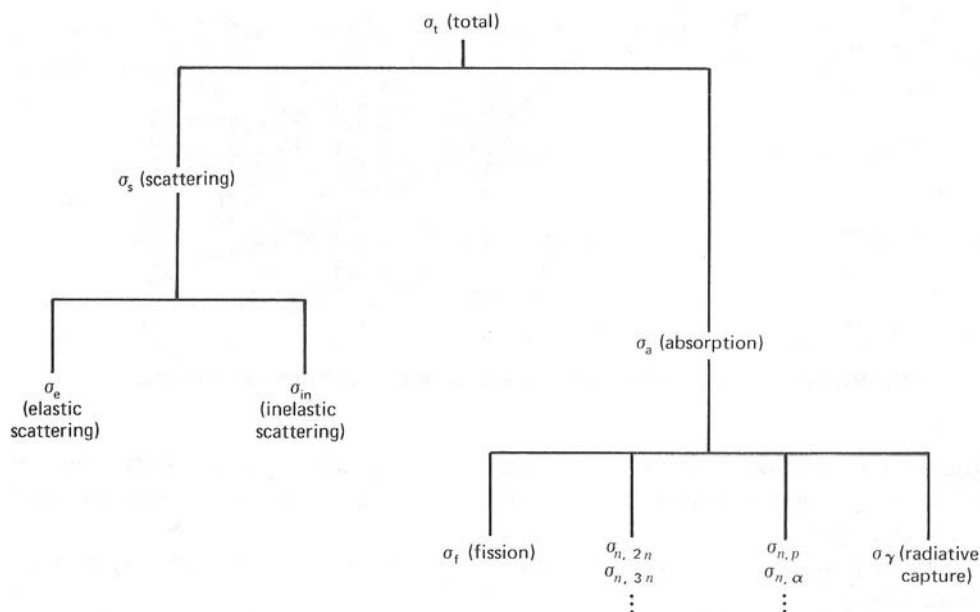 σt (total)
σs (scattering)
σa (absorption)
σe
(elastic
scattering)
σin
(inelastic
scattering)
σf (fission)
σn, 2n
σn, 3n
⋮
σn, p
σn, α
⋮
σγ (radiative
capture)